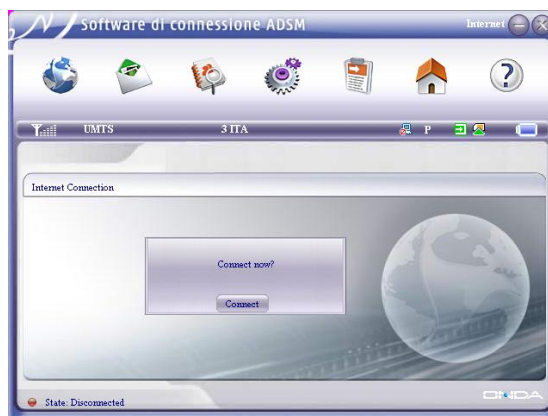 Software di connessione ADSM
Internet
UMTS
3 ITA
P
Internet Connection
Connect now?
Connect
State: Disconnected
ONDA